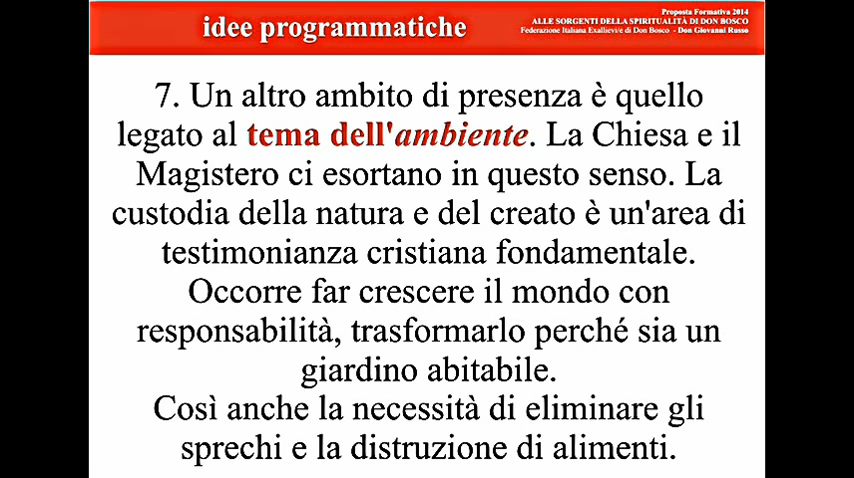 idee programmatiche
Proposta Formativa 2014
ALLE SORGENTI DELLA SPIRITUALITÀ DI DON BOSCO
Federazione Italiana Exallievi/e di Don Bosco - Don Giovanni Russo
7. Un altro ambito di presenza è quello
legato al tema dell'ambiente. La Chiesa e il
Magistero ci esortano in questo senso. La
custodia della natura e del creato è un'area di
testimonianza cristiana fondamentale.
Occorre far crescere il mondo con
responsabilità, trasformarlo perché sia un
giardino abitabile.
Così anche la necessità di eliminare gli
sprechi e la distruzione di alimenti.